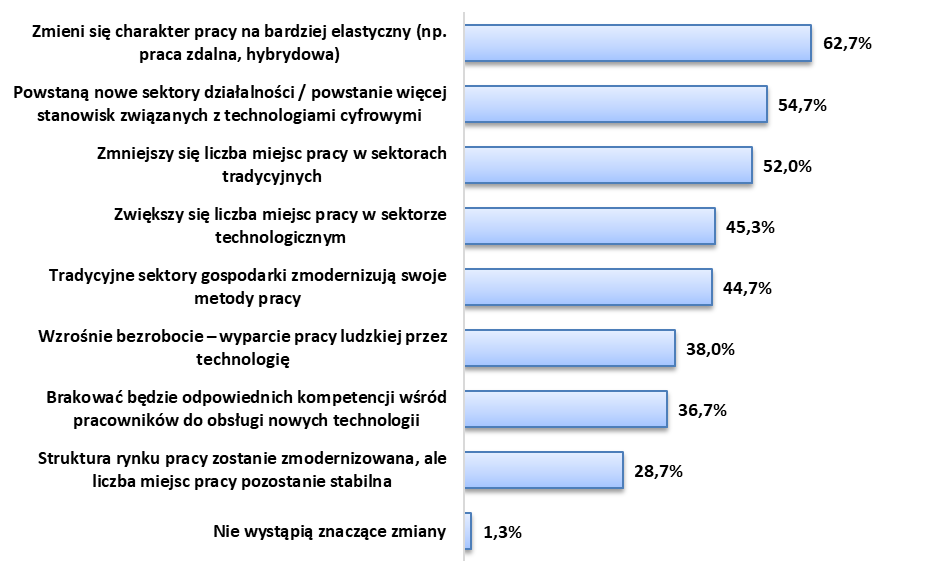 Zmieni się charakter pracy na bardziej elastyczny (np.
praca zdalna, hybrydowa)
62,7%
Powstaną nowe sektory działalności / powstanie więcej
stanowisk związanych z technologiami cyfrowymi
54,7%
Zmniejszy się liczba miejsc pracy w sektorach
tradycyjnych
52,0%
Zwiększy się liczba miejsc pracy w sektorze
technologicznym
45,3%
Tradycyjne sektory gospodarki zmodernizują swoje
metody pracy
44,7%
Wzrośnie bezrobocie – wyparcie pracy ludzkiej przez
technologię
38,0%
Brakować będzie odpowiednich kompetencji wśród
pracowników do obsługi nowych technologii
36,7%
Struktura rynku pracy zostanie zmodernizowana, ale
liczba miejsc pracy pozostanie stabilna
28,7%
Nie wystąpią znaczące zmiany
1,3%